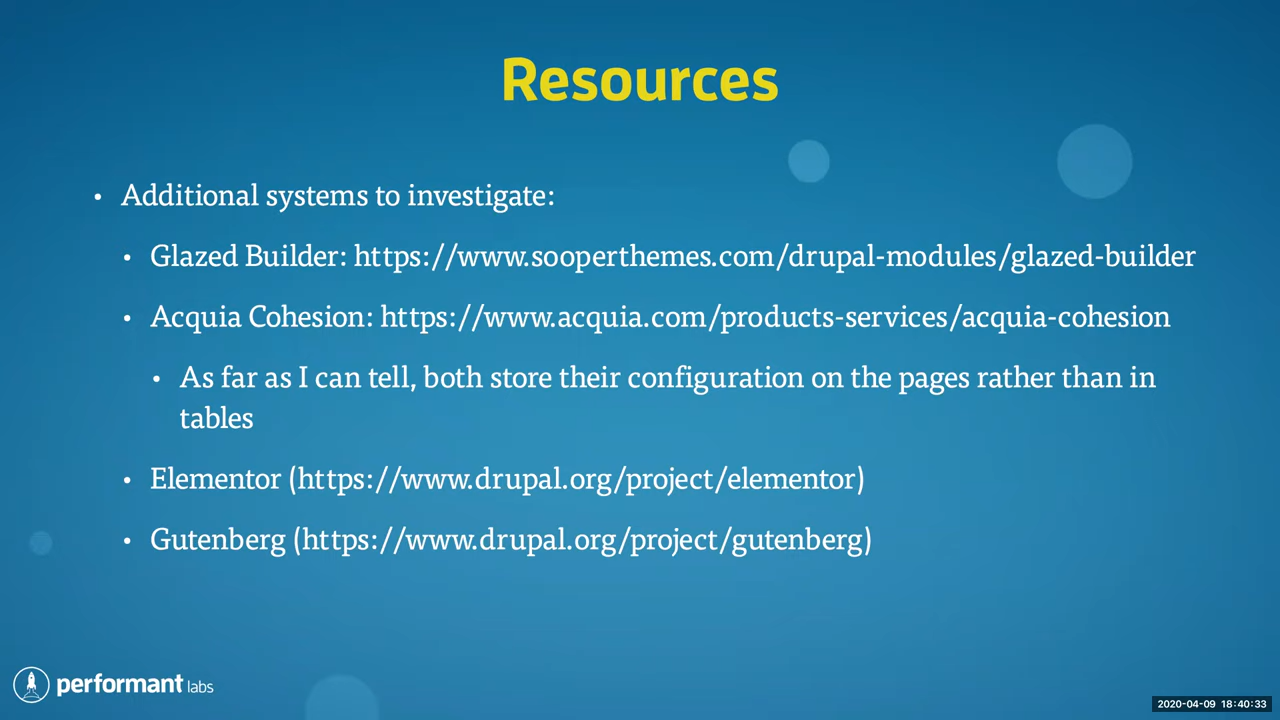 Resources
• Additional systems to investigate:
• Glazed Builder: https://www.sooperthemes.com/drupal-modules/glazed-builder
• Acquia Cohesion: https://www.acquia.com/products-services/acquia-cohesion
• As far as I can tell, both store their configuration on the pages rather than in
tables
• Elementor (https://www.drupal.org/project/elementor)
• Gutenberg (https://www.drupal.org/project/gutenberg)
performant labs
2020-04-09 18:40:33